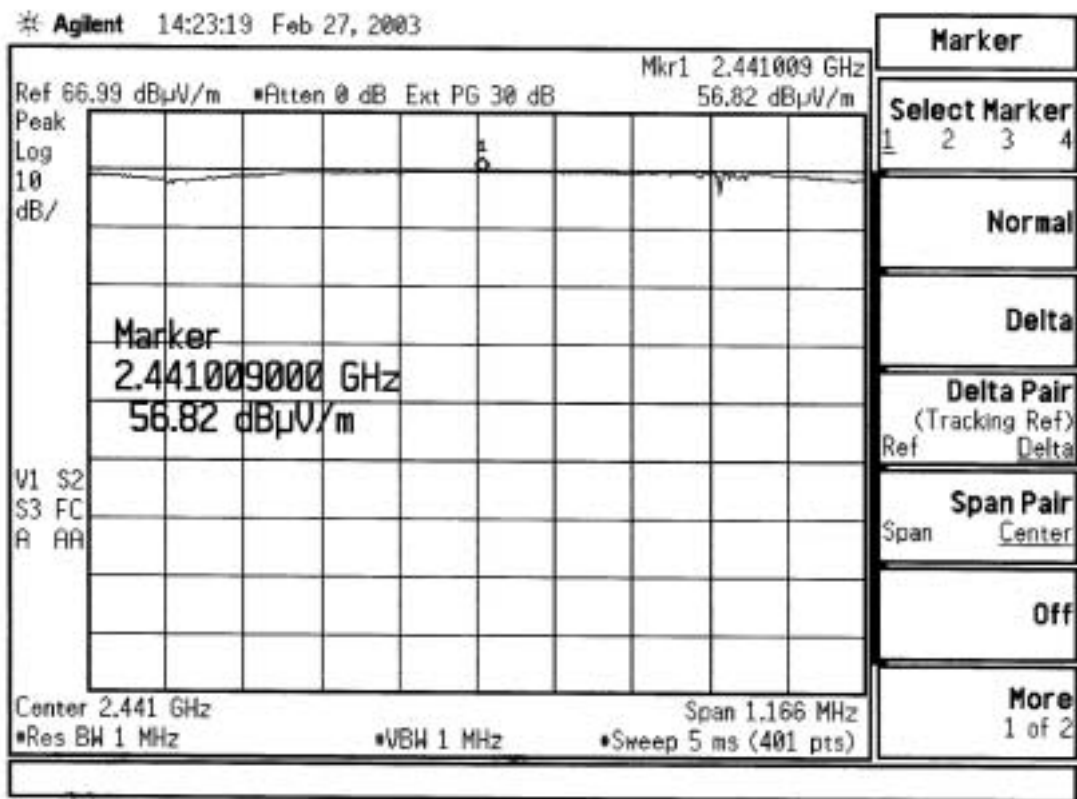 Agilent 14:23:19 Feb 27, 2003
Mkr1 2.441009 GHz
Ref 66.99 dBµV/m *Atten 0 dB Ext PG 30 dB 56.82 dBµV/m
Peak
Log
10
dB/
1
Marker
2.441009000 GHz
56.82 dBµV/m
V1 S2
S3 FC
A AA
Center 2.441 GHz Span 1.166 MHz
*Res BW 1 MHz *VBW 1 MHz *Sweep 5 ms (401 pts)
Marker
Select Marker
1 2 3 4
Normal
Delta
Delta Pair
(Tracking Ref)
Ref Delta
Span Pair
Span Center
Off
More
1 of 2